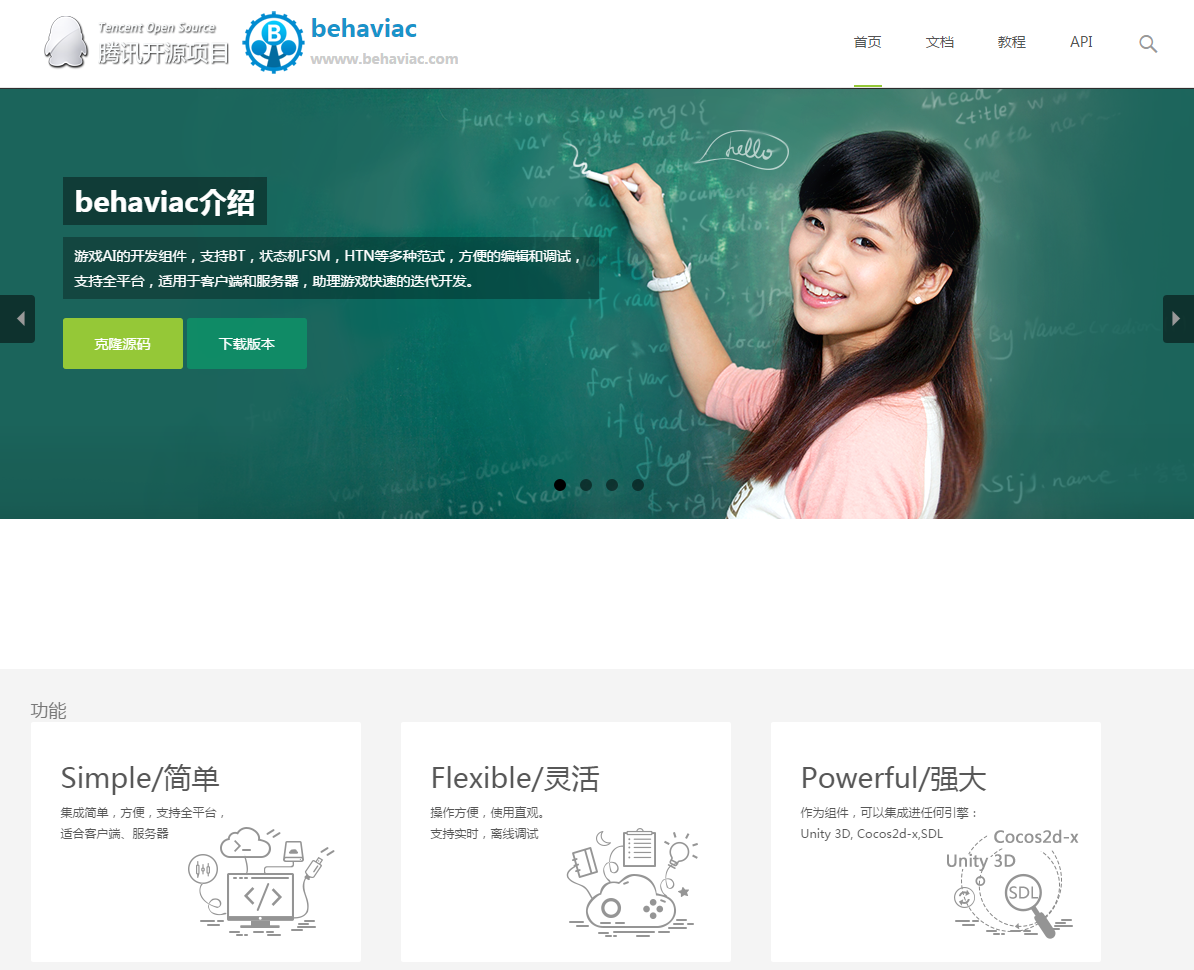 Tencent Open Source
腾讯开源项目
behaviac
wwww.behaviac.com
首页 文档 教程 API
function show smg(){
<head>
<title>
hello
behaviac介绍
游戏AI的开发组件，支持BT，状态机FSM，HTN等多种范式，方便的编辑和调试，
支持全平台，适用于客户端和服务器，助理游戏快速的迭代开发。
克隆源码 下载版本
功能
Simple/简单
集成简单，方便，支持全平台，
适合客户端、服务器
</>
Flexible/灵活
操作方便，使用直观。
支持实时，离线调试
Powerful/强大
作为组件，可以集成进任何引擎：
Unity 3D, Cocos2d-x,SDL
Cocos2d-x
Unity 3D
SDL